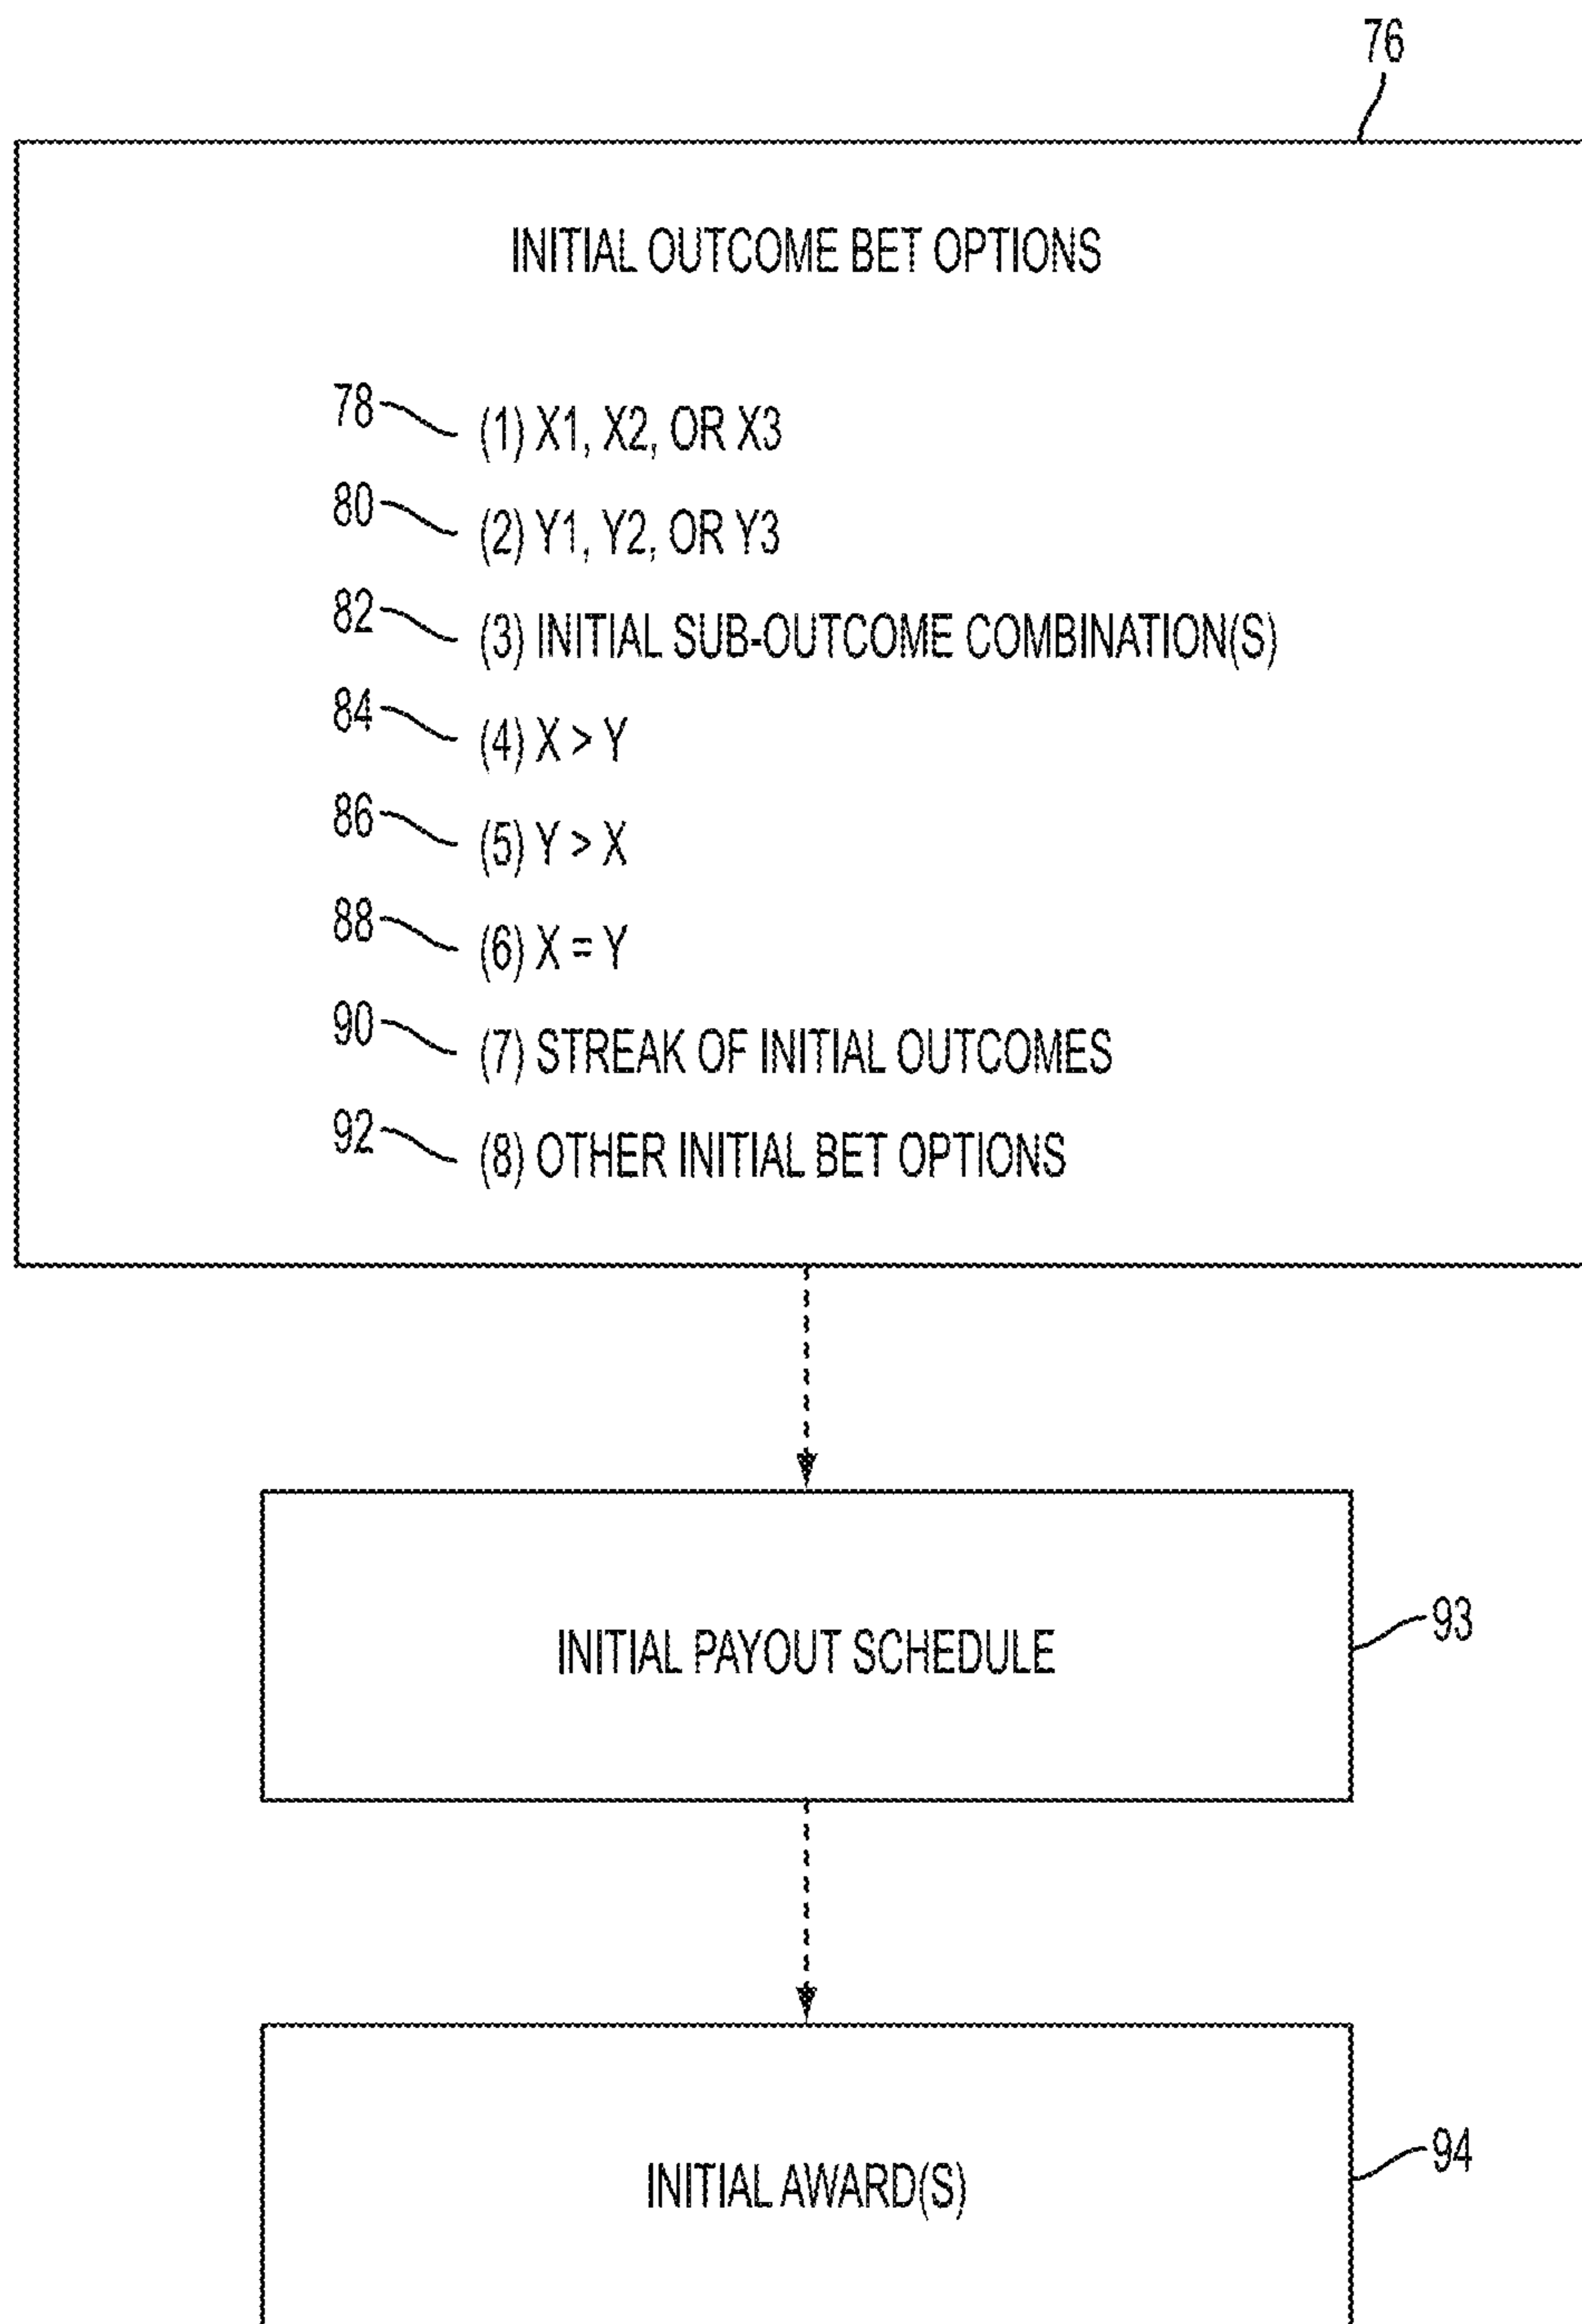 76
INITIAL OUTCOME BET OPTIONS
78 (1) X1, X2, OR X3
80 (2) Y1, Y2, OR Y3
82 (3) INITIAL SUB-OUTCOME COMBINATION(S)
84 (4) X > Y
86 (5) Y > X
88 (6) X = Y
90 (7) STREAK OF INITIAL OUTCOMES
92 (8) OTHER INITIAL BET OPTIONS
INITIAL PAYOUT SCHEDULE 93
INITIAL AWARD(S) 94